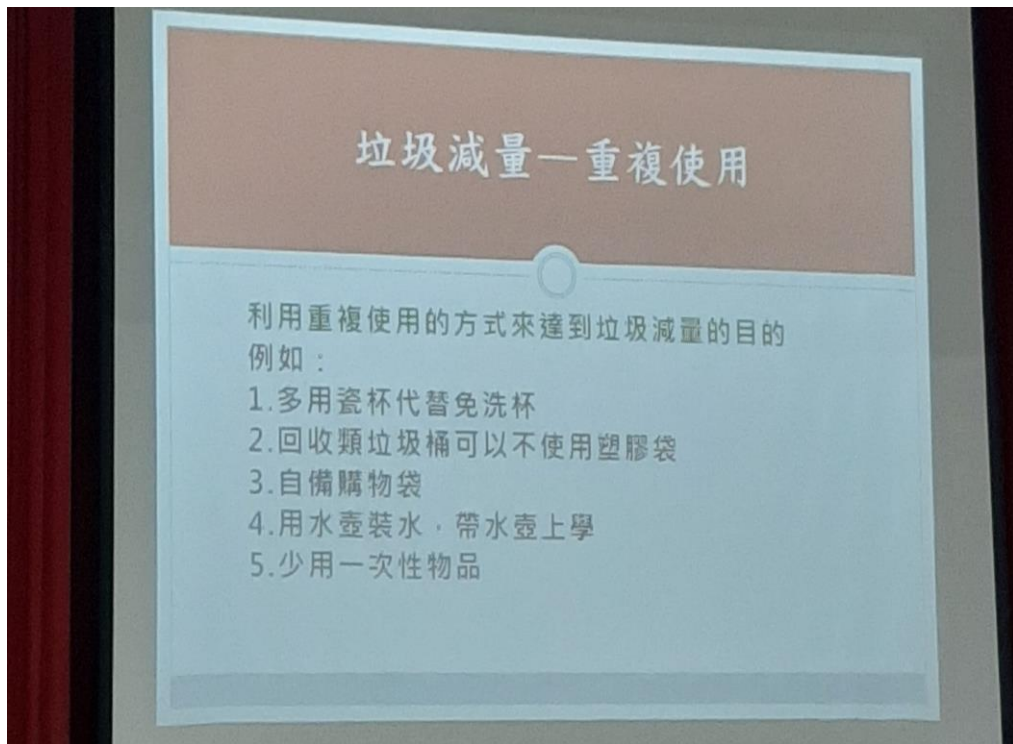 垃圾減量—重複使用
利用重複使用的方式來達到垃圾減量的目的
例如：
1.多用瓷杯代替免洗杯
2.回收類垃圾桶可以不使用塑膠袋
3.自備購物袋
4.用水壺裝水，帶水壺上學
5.少用一次性物品